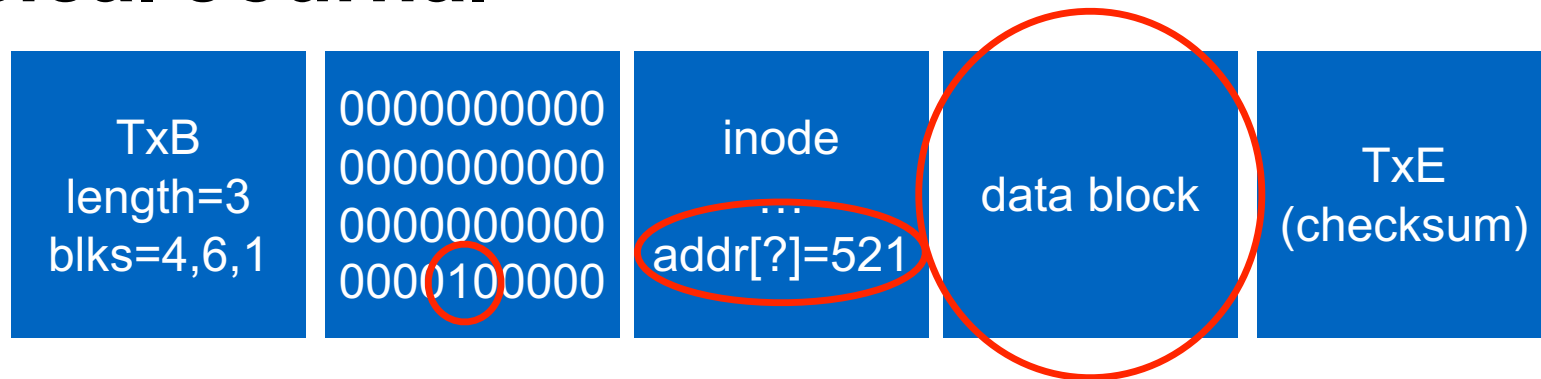 TxB
length=3
blks=4,6,1
0000000000
0000000000
0000000000
0000100000
inode
…
addr[?]=521
data block
TxE
(checksum)